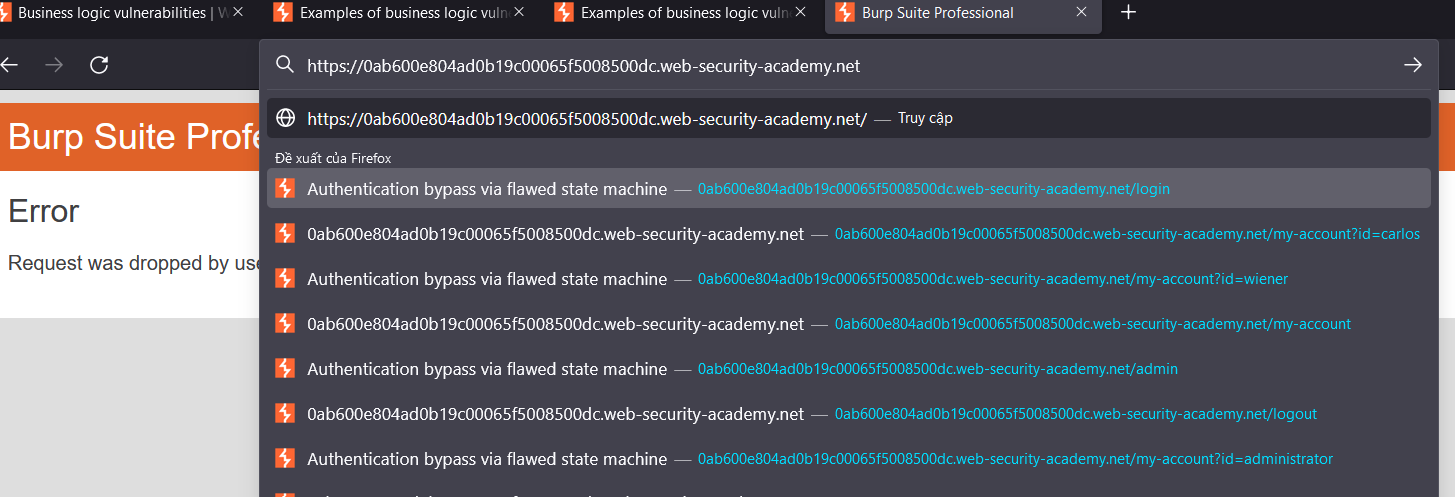 Business logic vulnerabilities | W
Examples of business logic vuln
Examples of business logic vuln
Burp Suite Professional
https://0ab600e804ad0b19c00065f5008500dc.web-security-academy.net
https://0ab600e804ad0b19c00065f5008500dc.web-security-academy.net/ — Truy cập
Burp Suite Profe
Đề xuất của Firefox
Authentication bypass via flawed state machine — 0ab600e804ad0b19c00065f5008500dc.web-security-academy.net/login
Error
0ab600e804ad0b19c00065f5008500dc.web-security-academy.net — 0ab600e804ad0b19c00065f5008500dc.web-security-academy.net/my-account?id=carlos
Request was dropped by use
Authentication bypass via flawed state machine — 0ab600e804ad0b19c00065f5008500dc.web-security-academy.net/my-account?id=wiener
0ab600e804ad0b19c00065f5008500dc.web-security-academy.net — 0ab600e804ad0b19c00065f5008500dc.web-security-academy.net/my-account
Authentication bypass via flawed state machine — 0ab600e804ad0b19c00065f5008500dc.web-security-academy.net/admin
0ab600e804ad0b19c00065f5008500dc.web-security-academy.net — 0ab600e804ad0b19c00065f5008500dc.web-security-academy.net/logout
Authentication bypass via flawed state machine — 0ab600e804ad0b19c00065f5008500dc.web-security-academy.net/my-account?id=administrator